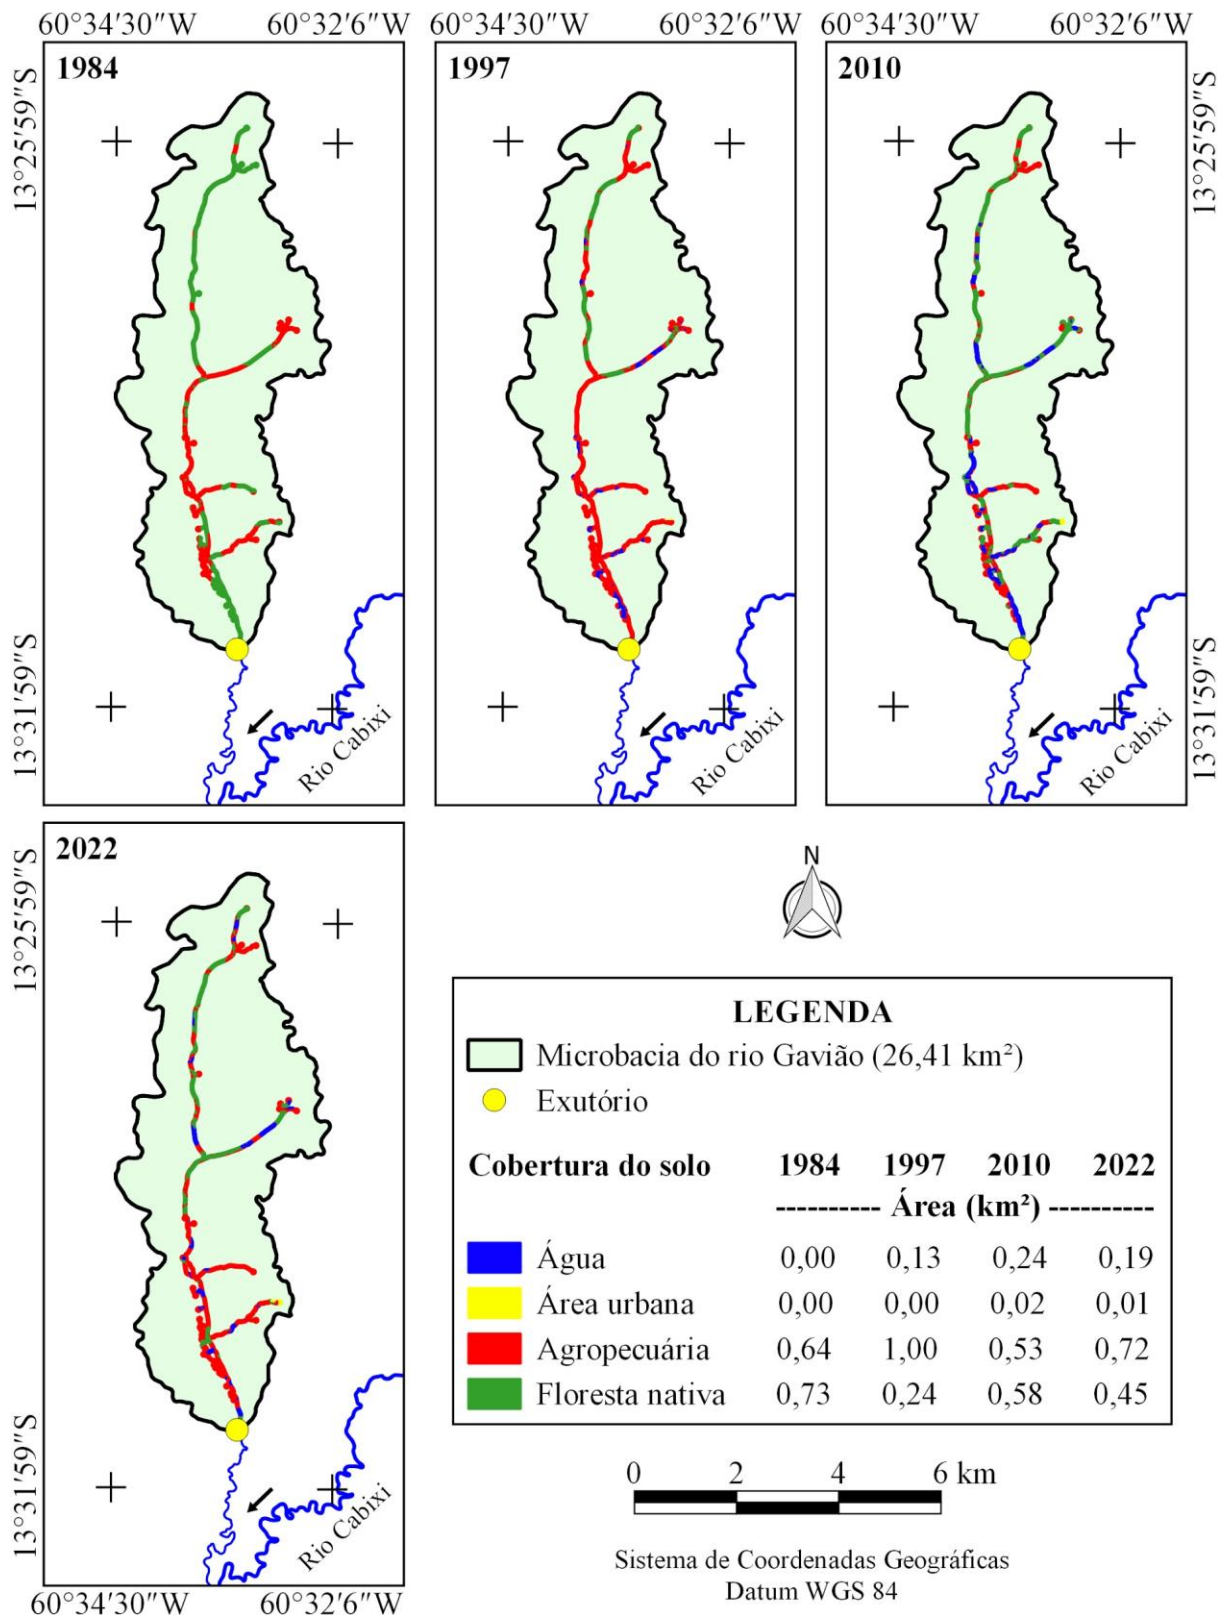 60°34'30"W 60°32'6"W 60°34'30"W 60°32'6"W 60°34'30"W 60°32'6"W
1984
1997
2010
13°25'59"S
13°25'59"S
13°31'59"S
13°31'59"S
Rio Cabixi
Rio Cabixi
Rio Cabixi
2022
13°25'59"S
13°31'59"S
Rio Cabixi
60°34'30"W 60°32'6"W
N
LEGENDA
Microbacia do rio Gavião (26,41 km²)
Exutório
Cobertura do solo 1984 1997 2010 2022
---------- Área (km²) ----------
Água 0,00 0,13 0,24 0,19
Área urbana 0,00 0,00 0,02 0,01
Agropecuária 0,64 1,00 0,53 0,72
Floresta nativa 0,73 0,24 0,58 0,45
0 2 4 6 km
Sistema de Coordenadas Geográficas
Datum WGS 84